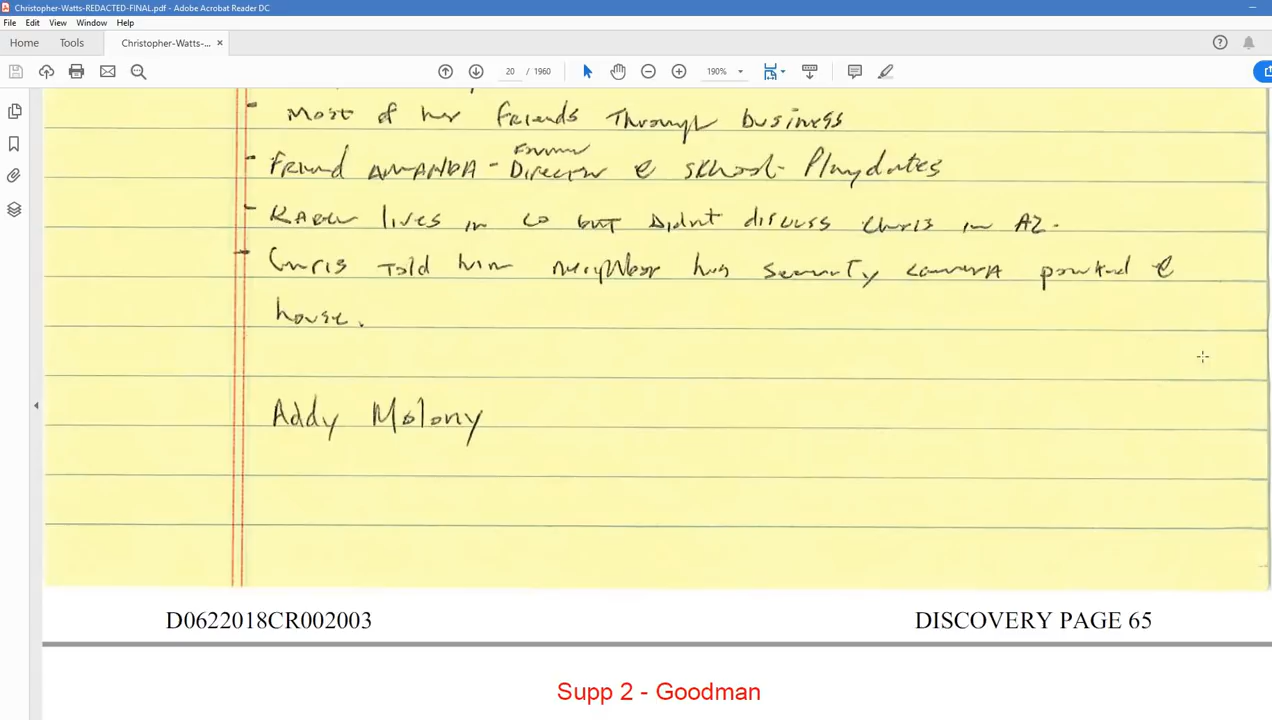 Christopher-Watts-REDACTED-FINAL.pdf - Adobe Acrobat Reader DC
File Edit View Window Help
Home Tools Christopher-Watts-... ×
20 / 1960 190%
- Most of her friends Through business
Former
- Friend AMANDA - Director @ School - Playdates
- lives in CO but Didnt discuss Chris in AZ.
- Chris Told him neighbor has security camera pointed @
house.
Addy Molony
D0622018CR002003 DISCOVERY PAGE 65
Supp 2 - Goodman